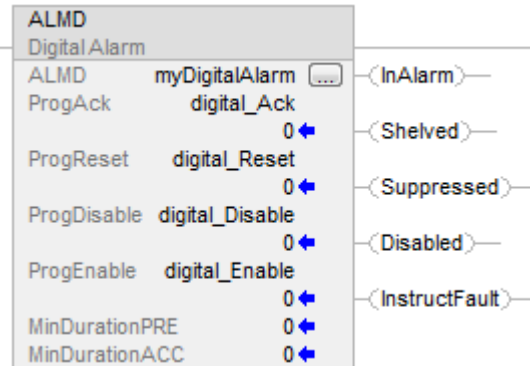 ALMD
Digital Alarm
ALMD myDigitalAlarm ... InAlarm
ProgAck digital_Ack
0 Shelved
ProgReset digital_Reset
0 Suppressed
ProgDisable digital_Disable
0 Disabled
ProgEnable digital_Enable
0 InstructFault
MinDurationPRE 0
MinDurationACC 0